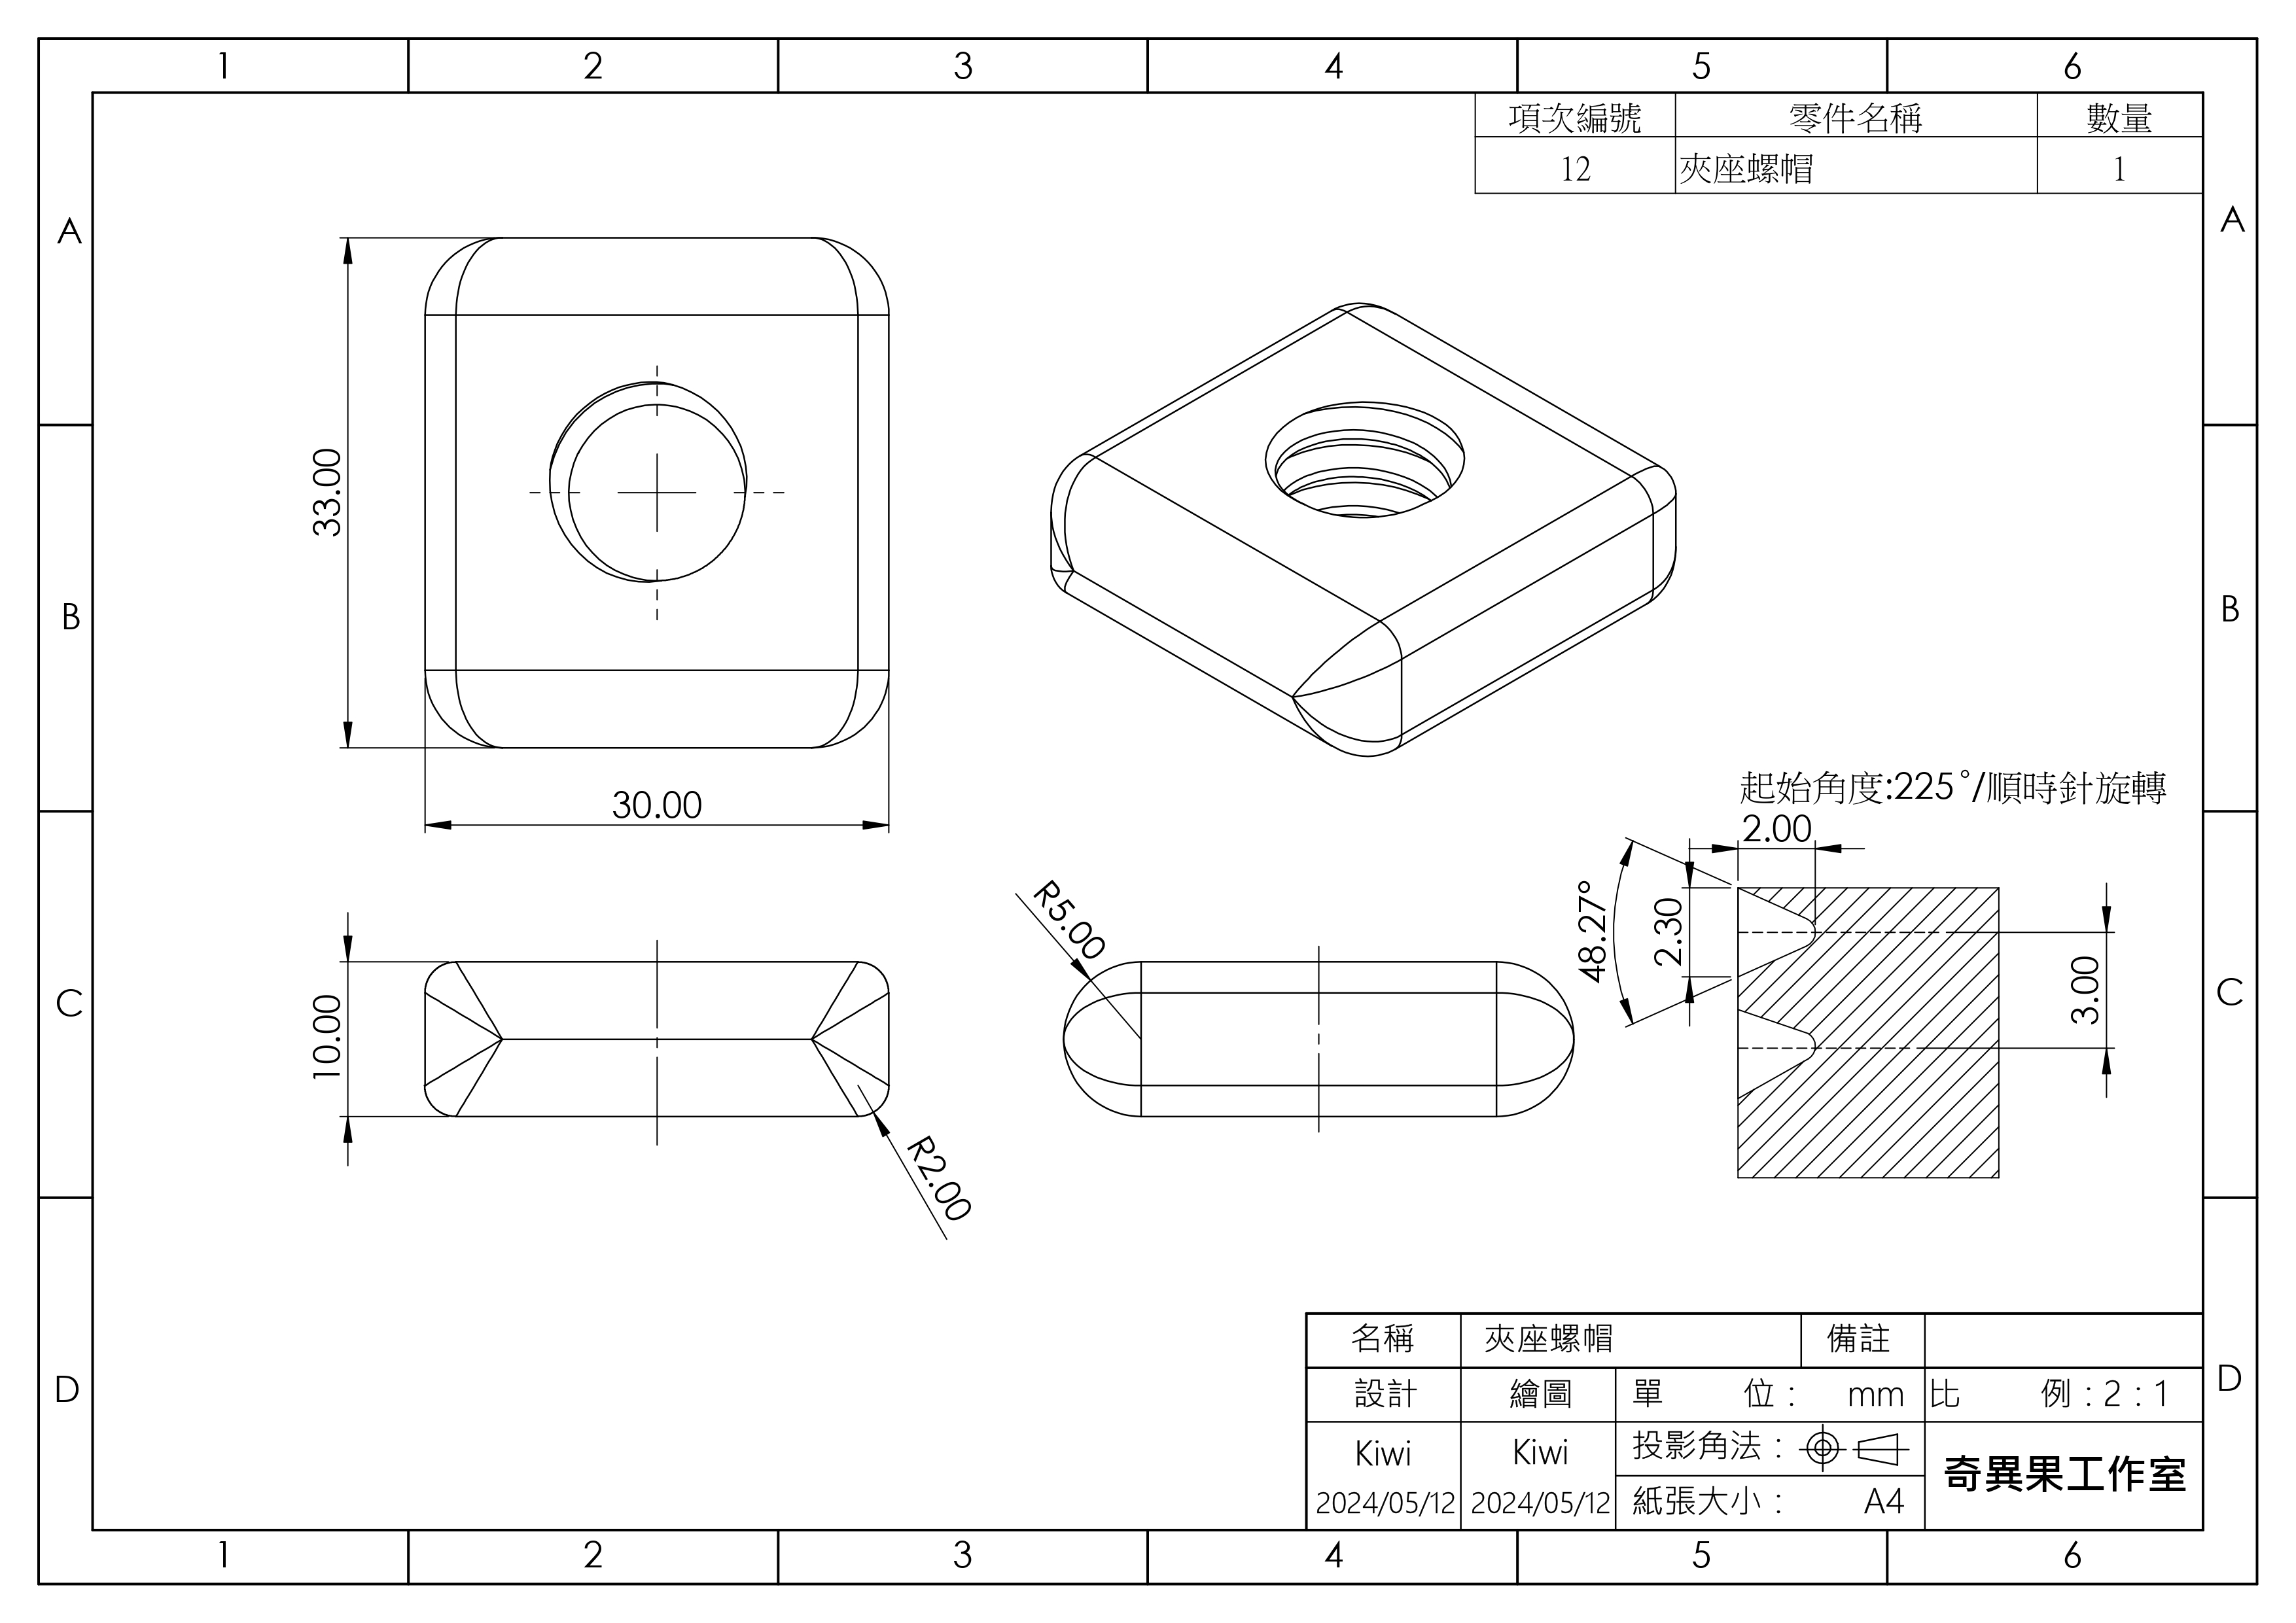 1 2 3 4 5 6
項次編號 零件名稱 數量
12 夾座螺帽 1
A A
33.00
B B
30.00
起始角度:225°/順時針旋轉
2.00
48.27°
2.30
3.00
R5.00
10.00
R2.00
C C
D D
名稱 夾座螺帽 備註
設計 繪圖 單 位： mm 比 例：2：1
Kiwi Kiwi 投影角法：
2024/05/12 2024/05/12 紙張大小： A4
奇異果工作室
1 2 3 4 5 6